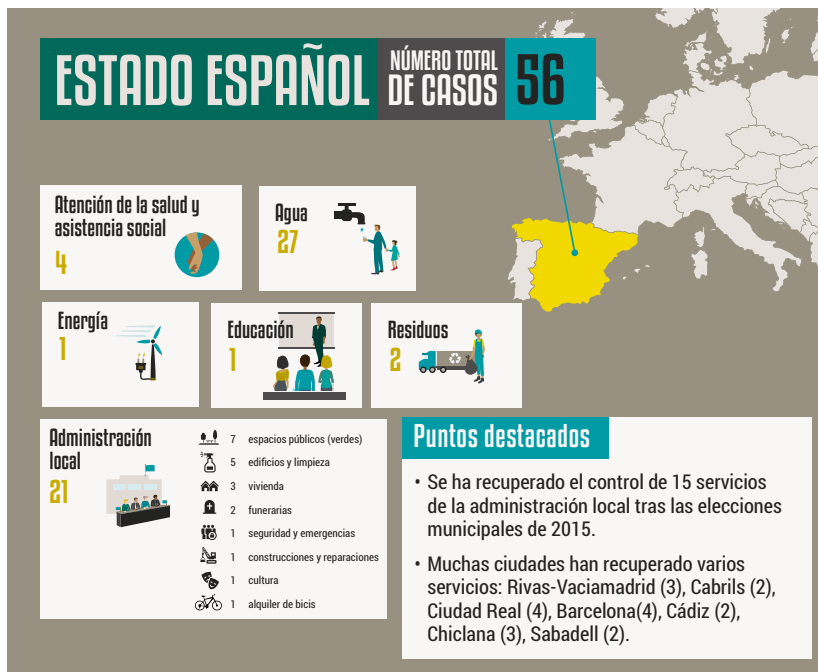 ESTADO ESPAÑOL
NÚMERO TOTAL
DE CASOS
56
Atención de la salud y
asistencia social
4
Agua
27
Energía
1
Educación
1
Residuos
2
Administración
local
21
7 espacios públicos (verdes)
5 edificios y limpieza
3 vivienda
2 funerarias
1 seguridad y emergencias
1 construcciones y reparaciones
1 cultura
1 alquiler de bicis
Puntos destacados
• Se ha recuperado el control de 15 servicios
de la administración local tras las elecciones
municipales de 2015.
• Muchas ciudades han recuperado varios
servicios: Rivas-Vaciamadrid (3), Cabrils (2),
Ciudad Real (4), Barcelona(4), Cádiz (2),
Chiclana (3), Sabadell (2).